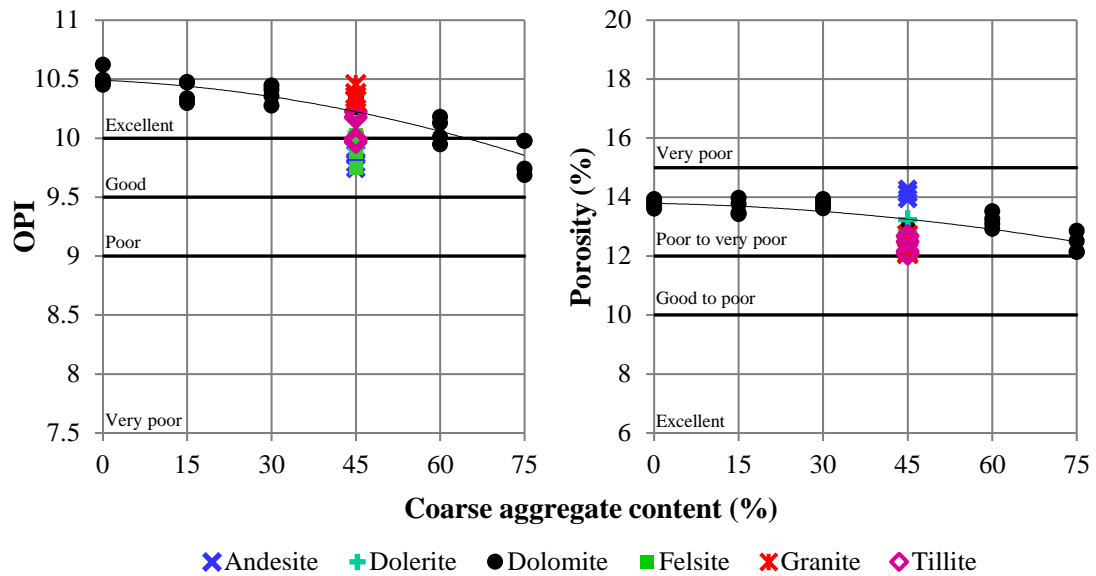 OPI
11
10.5
10
9.5
9
8.5
8
7.5
Excellent
Good
Poor
Very poor
0 15 30 45 60 75
Porosity (%)
20
18
16
14
12
10
8
6
Very poor
Poor to very poor
Good to poor
Excellent
0 15 30 45 60 75
Coarse aggregate content (%)
Andesite Dolerite Dolomite Felsite Granite Tillite